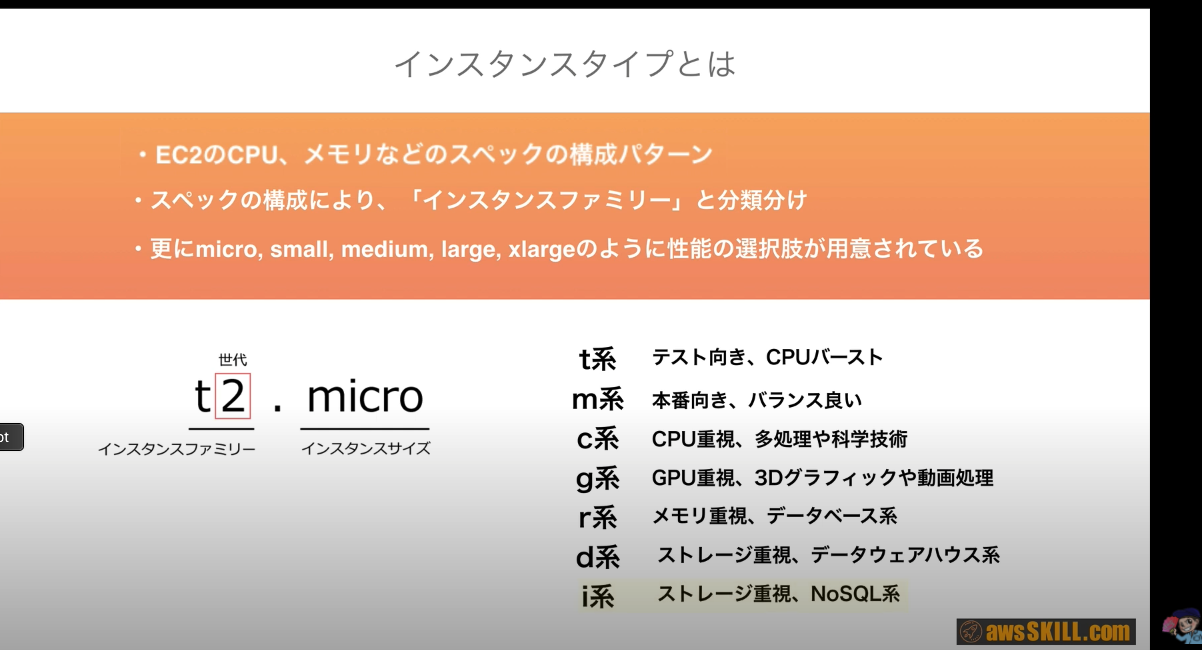 インスタンスタイプとは
・EC2のCPU、メモリなどのスペックの構成パターン
・スペックの構成により、「インスタンスファミリー」と分類分け
・更にmicro, small, medium, large, xlargeのように性能の選択肢が用意されている
世代
t2 . micro
インスタンスファミリー インスタンスサイズ
t系 テスト向き、CPUバースト
m系 本番向き、バランス良い
c系 CPU重視、多処理や科学技術
g系 GPU重視、3Dグラフィックや動画処理
r系 メモリ重視、データベース系
d系 ストレージ重視、データウェアハウス系
i系 ストレージ重視、NoSQL系
awsSKILL.com